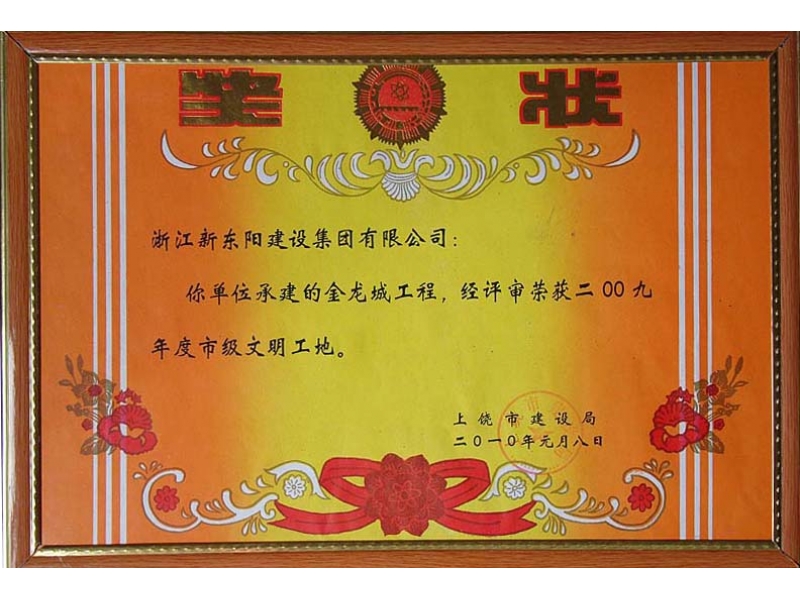 奖 状
浙江新东阳建设集团有限公司：
你单位承建的金龙城工程，经评审荣获二00九
年度市级文明工地。
上饶市建设局
二0一0年元月八日